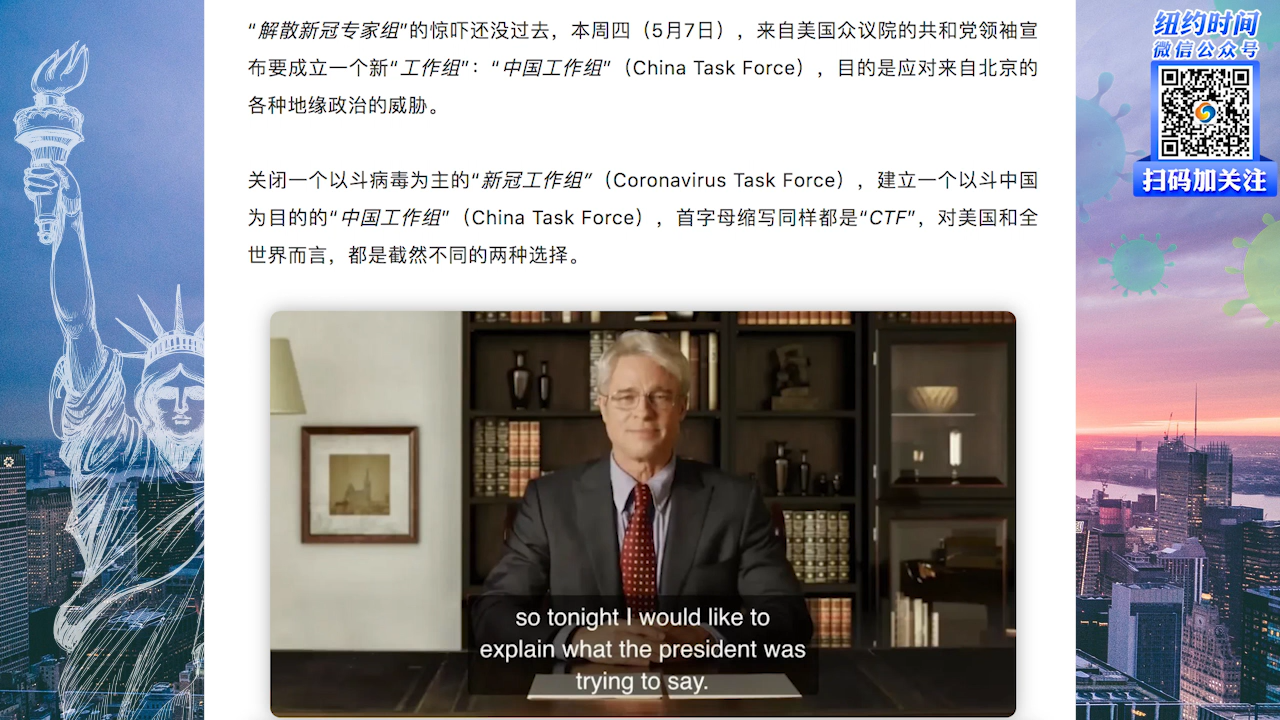 “解散新冠专家组”的惊吓还没过去，本周四（5月7日），来自美国众议院的共和党领袖宣
布要成立一个新“工作组”：“中国工作组”（China Task Force），目的是应对来自北京的
各种地缘政治的威胁。
关闭一个以斗病毒为主的“新冠工作组”（Coronavirus Task Force），建立一个以斗中国
为目的的“中国工作组”（China Task Force），首字母缩写同样都是“CTF”，对美国和全
世界而言，都是截然不同的两种选择。
so tonight I would like to
explain what the president was
trying to say.
纽约时间
微信公众号
扫码加关注